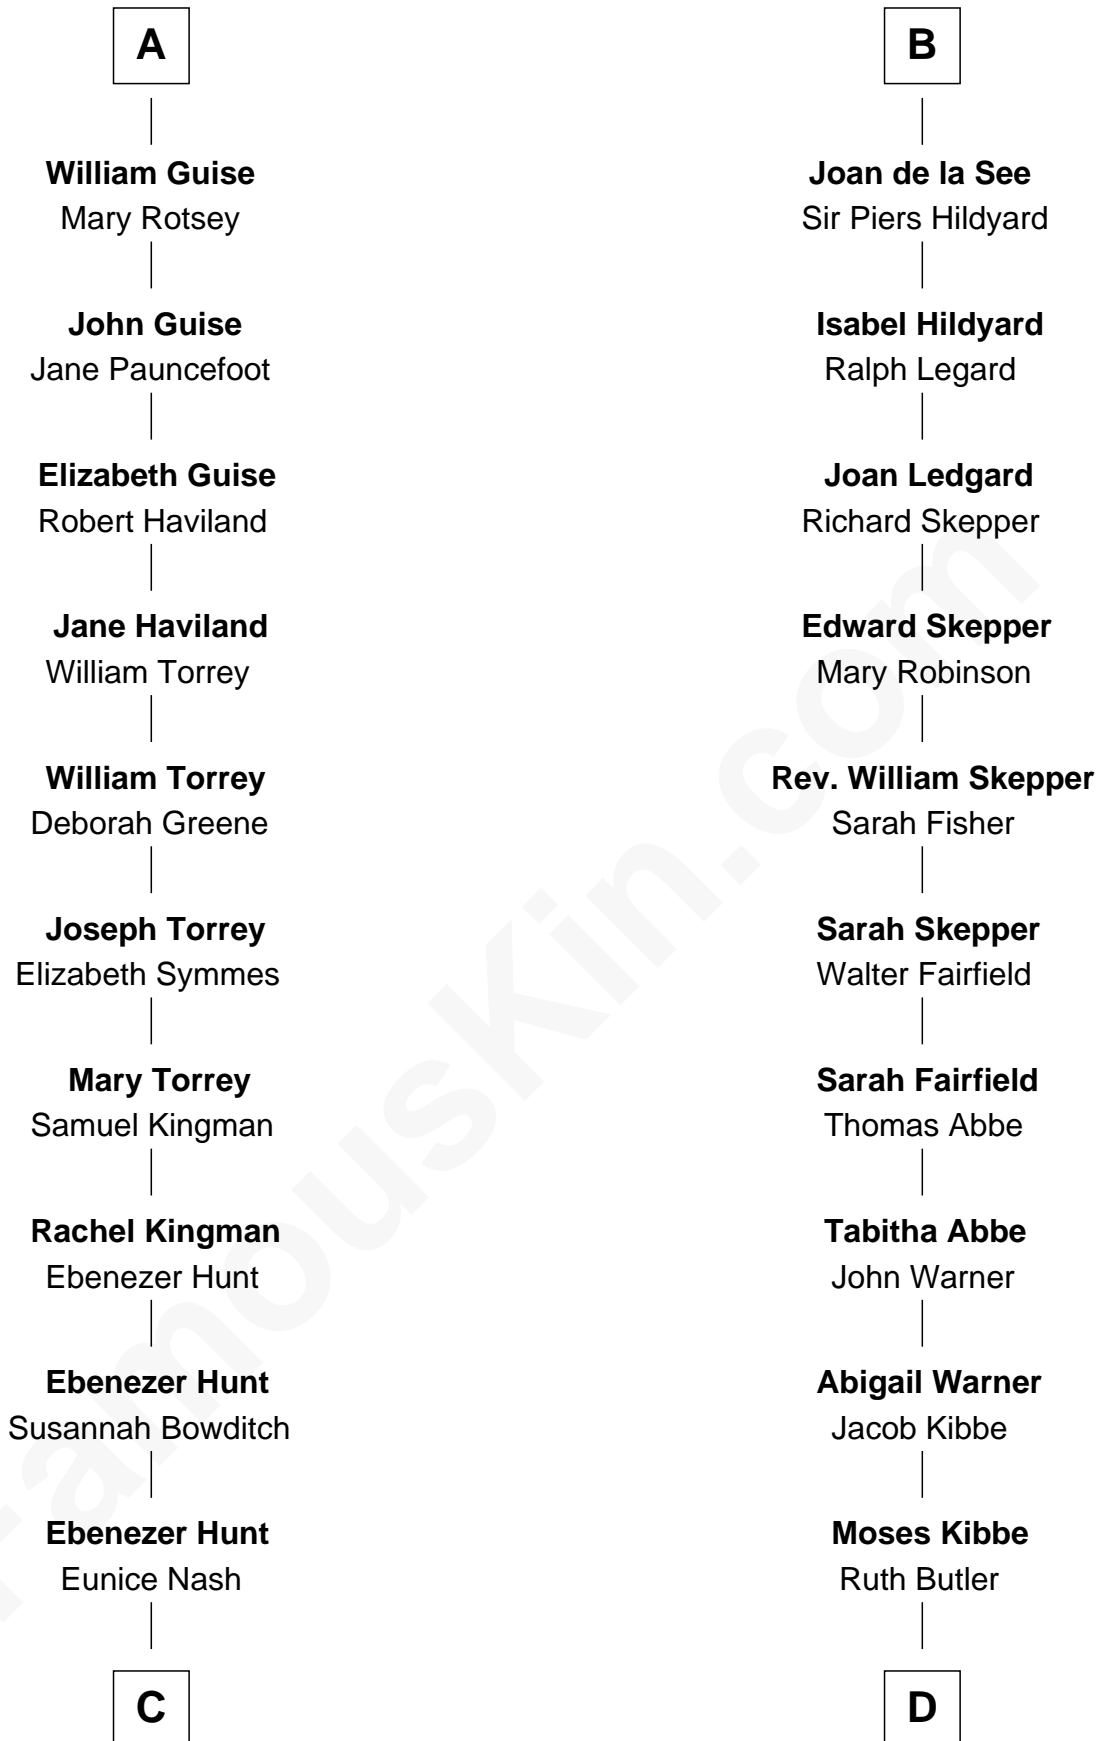 A
William Guise
Mary Rotsey
John Guise
Jane Pauncefoot
Elizabeth Guise
Robert Haviland
Jane Haviland
William Torrey
William Torrey
Deborah Greene
Joseph Torrey
Elizabeth Symmes
Mary Torrey
Samuel Kingman
Rachel Kingman
Ebenezer Hunt
Ebenezer Hunt
Susannah Bowditch
Ebenezer Hunt
Eunice Nash
C
B
Joan de la See
Sir Piers Hildyard
Isabel Hildyard
Ralph Legard
Joan Ledgard
Richard Skepper
Edward Skepper
Mary Robinson
Rev. William Skepper
Sarah Fisher
Sarah Skepper
Walter Fairfield
Sarah Fairfield
Thomas Abbe
Tabitha Abbe
John Warner
Abigail Warner
Jacob Kibbe
Moses Kibbe
Ruth Butler
D
FamousKin.com